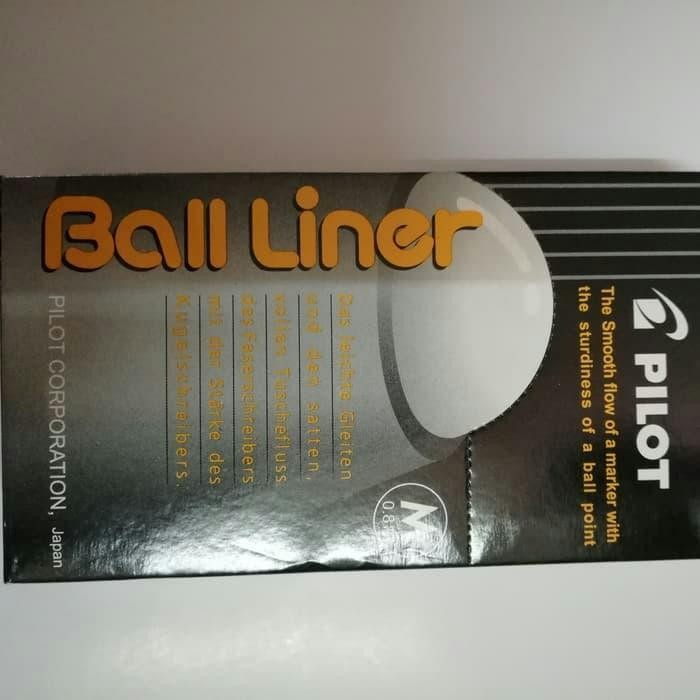 PILOT
The Smooth flow of a marker with
the sturdiness of a ball point
Ball Liner
M
Das leichte Gleiten
und den satten,
vollen Tuschefluss
des Faserschreibers
mit der Stärke des
Kugelschreibers.
PILOT CORPORATION, Japan